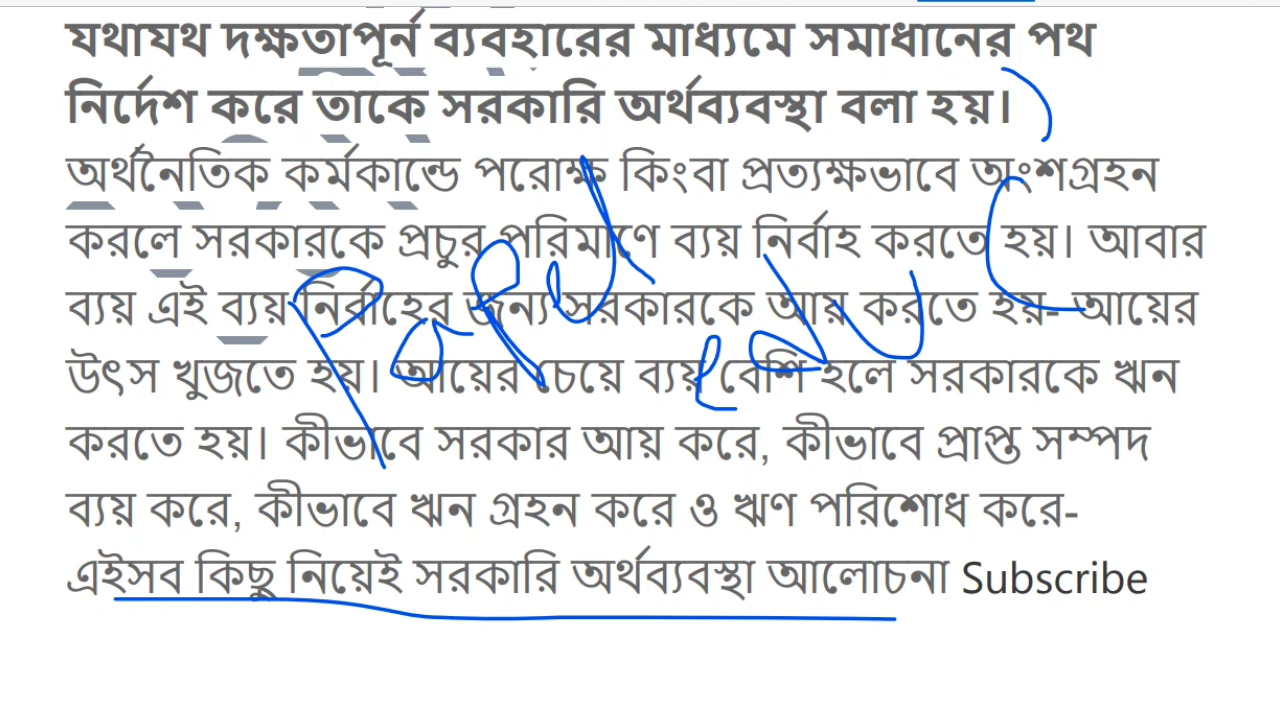 যথাযথ দক্ষতাপূর্ন ব্যবহারের মাধ্যমে সমাধানের পথ
নির্দেশ করে তাকে সরকারি অর্থব্যবস্থা বলা হয়।
অর্থনৈতিক কর্মকান্ডে পরোক্ষ কিংবা প্রত্যক্ষভাবে অংশগ্রহন
করলে সরকারকে প্রচুর পরিমাণে ব্যয় নির্বাহ করতে হয়। আবার
ব্যয় এই ব্যয় নির্বাহের জন্য সরকারকে আয় করতে হয়- আয়ের
উৎস খুজতে হয়। আয়ের চেয়ে ব্যয় বেশি হলে সরকারকে ঋন
করতে হয়। কীভাবে সরকার আয় করে, কীভাবে প্রাপ্ত সম্পদ
ব্যয় করে, কীভাবে ঋন গ্রহন করে ও ঋণ পরিশোধ করে-
এইসব কিছু নিয়েই সরকারি অর্থব্যবস্থা আলোচনা Subscribe